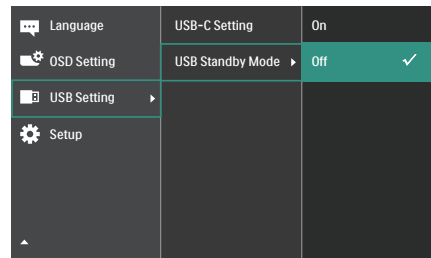 Language
OSD Setting
USB Setting
Setup
USB-C Setting
USB Standby Mode
On
Off